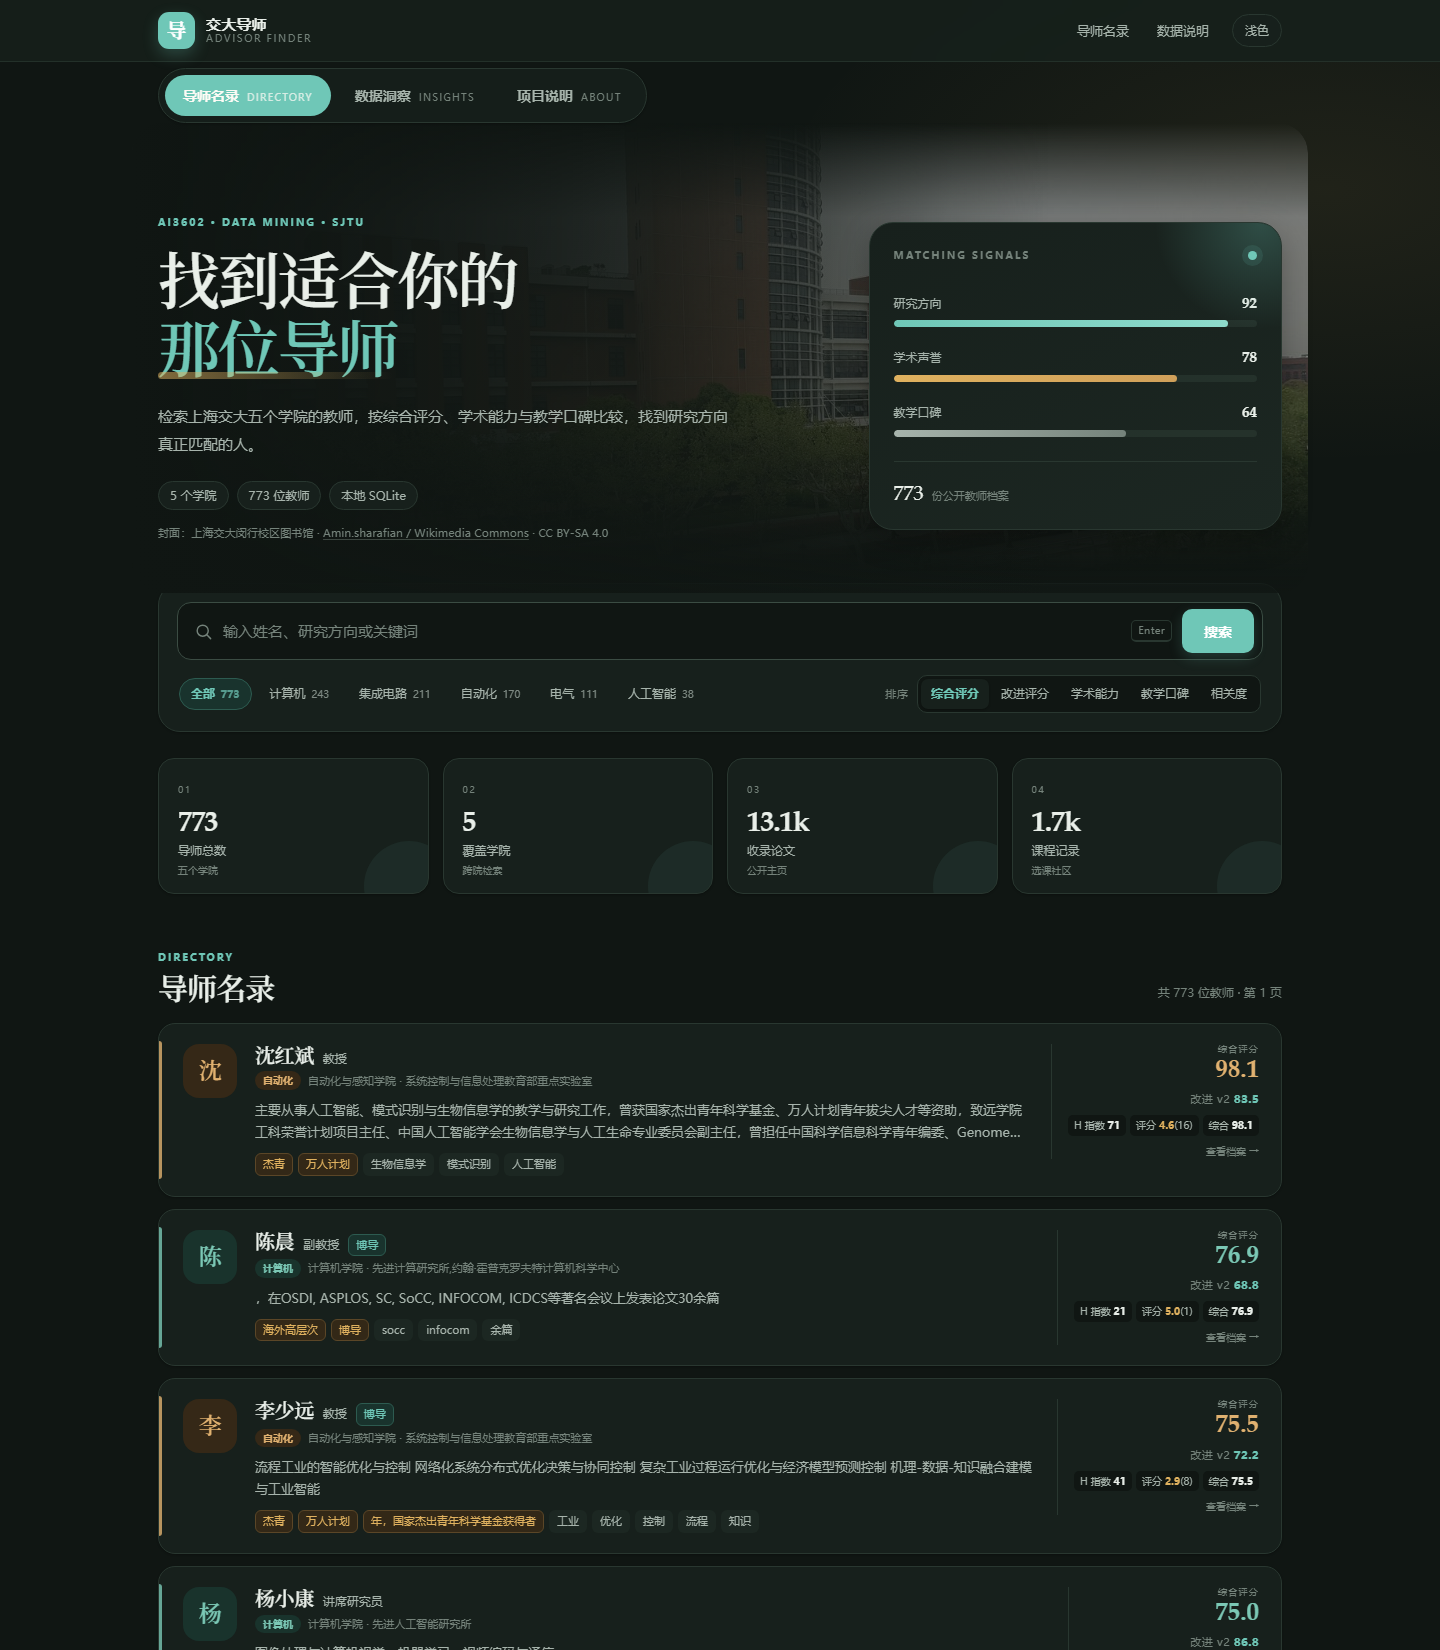 导 交大导师
ADVISOR FINDER
导师名录 数据说明 浅色
导师名录 DIRECTORY 数据洞察 INSIGHTS 项目说明 ABOUT
AI3602 • DATA MINING • SJTU
找到适合你的
那位导师
检索上海交大五个学院的教师，按综合评分、学术能力与教学口碑比较，找到研究方向
真正匹配的人。
5 个学院 773 位教师 本地 SQLite
封面：上海交大闵行校区图书馆 · Amin.sharafian / Wikimedia Commons · CC BY-SA 4.0
MATCHING SIGNALS
研究方向 92
学术声誉 78
教学口碑 64
773 份公开教师档案
输入姓名、研究方向或关键词 Enter 搜索
全部 773 计算机 243 集成电路 211 自动化 170 电气 111 人工智能 38 排序 综合评分 改进评分 学术能力 教学口碑 相关度
01
773
导师总数
五个学院
02
5
覆盖学院
跨院检索
03
13.1k
收录论文
公开主页
04
1.7k
课程记录
选课社区
DIRECTORY
导师名录
共 773 位教师 · 第 1 页
沈
沈红斌 教授
自动化 自动化与感知学院 · 系统控制与信息处理教育部重点实验室
主要从事人工智能、模式识别与生物信息学的教学与研究工作，曾获国家杰出青年科学基金、万人计划青年拔尖人才等资助，致远学院
工科荣誉计划项目主任、中国人工智能学会生物信息学与人工生命专业委员会副主任，曾担任中国科学信息科学青年编委、Genome...
杰青 万人计划 生物信息学 模式识别 人工智能
综合评分
98.1
改进 v2 83.5
H 指数 71 评分 4.6(16) 综合 98.1
查看档案 →
陈
陈晨 副教授 博导
计算机 计算机学院 · 先进计算研究所,约翰·霍普克罗夫特计算机科学中心
，在OSDI, ASPLOS, SC, SoCC, INFOCOM, ICDCS等著名会议上发表论文30余篇
海外高层次 博导 socc infocom 余篇
综合评分
76.9
改进 v2 68.8
H 指数 21 评分 5.0(1) 综合 76.9
查看档案 →
李
李少远 教授 博导
自动化 自动化与感知学院 · 系统控制与信息处理教育部重点实验室
流程工业的智能优化与控制 网络化系统分布式优化决策与协同控制 复杂工业过程运行优化与经济模型预测控制 机理-数据-知识融合建模
与工业智能
杰青 万人计划 年，国家杰出青年科学基金获得者 工业 优化 控制 流程 知识
综合评分
75.5
改进 v2 72.2
H 指数 41 评分 2.9(8) 综合 75.5
查看档案 →
杨
杨小康 讲席研究员
计算机 计算机学院 · 先进人工智能研究所
综合评分
75.0
改进 v2 86.8